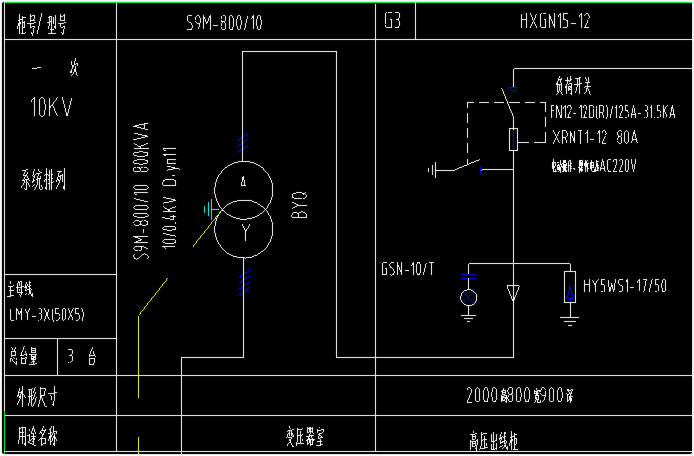 柜号/型号
S9M-800/10
G3
HXGN15-12
一 次
10KV
系统排列
主母线
LMY-3X(50X5)
总台量
3 台
S9M-800/10 800KVA
10/0.4KV D,yn11
Δ
Y
BYQ
负荷开关
FN12-12D(R)/125A-31.5KA
XRNT1-12 80A
电动操作、操作电压AC220V
GSN-10/T
HY5WS1-17/50
外形尺寸
2000高800宽900深
用途名称
变压器室
高压出线柜